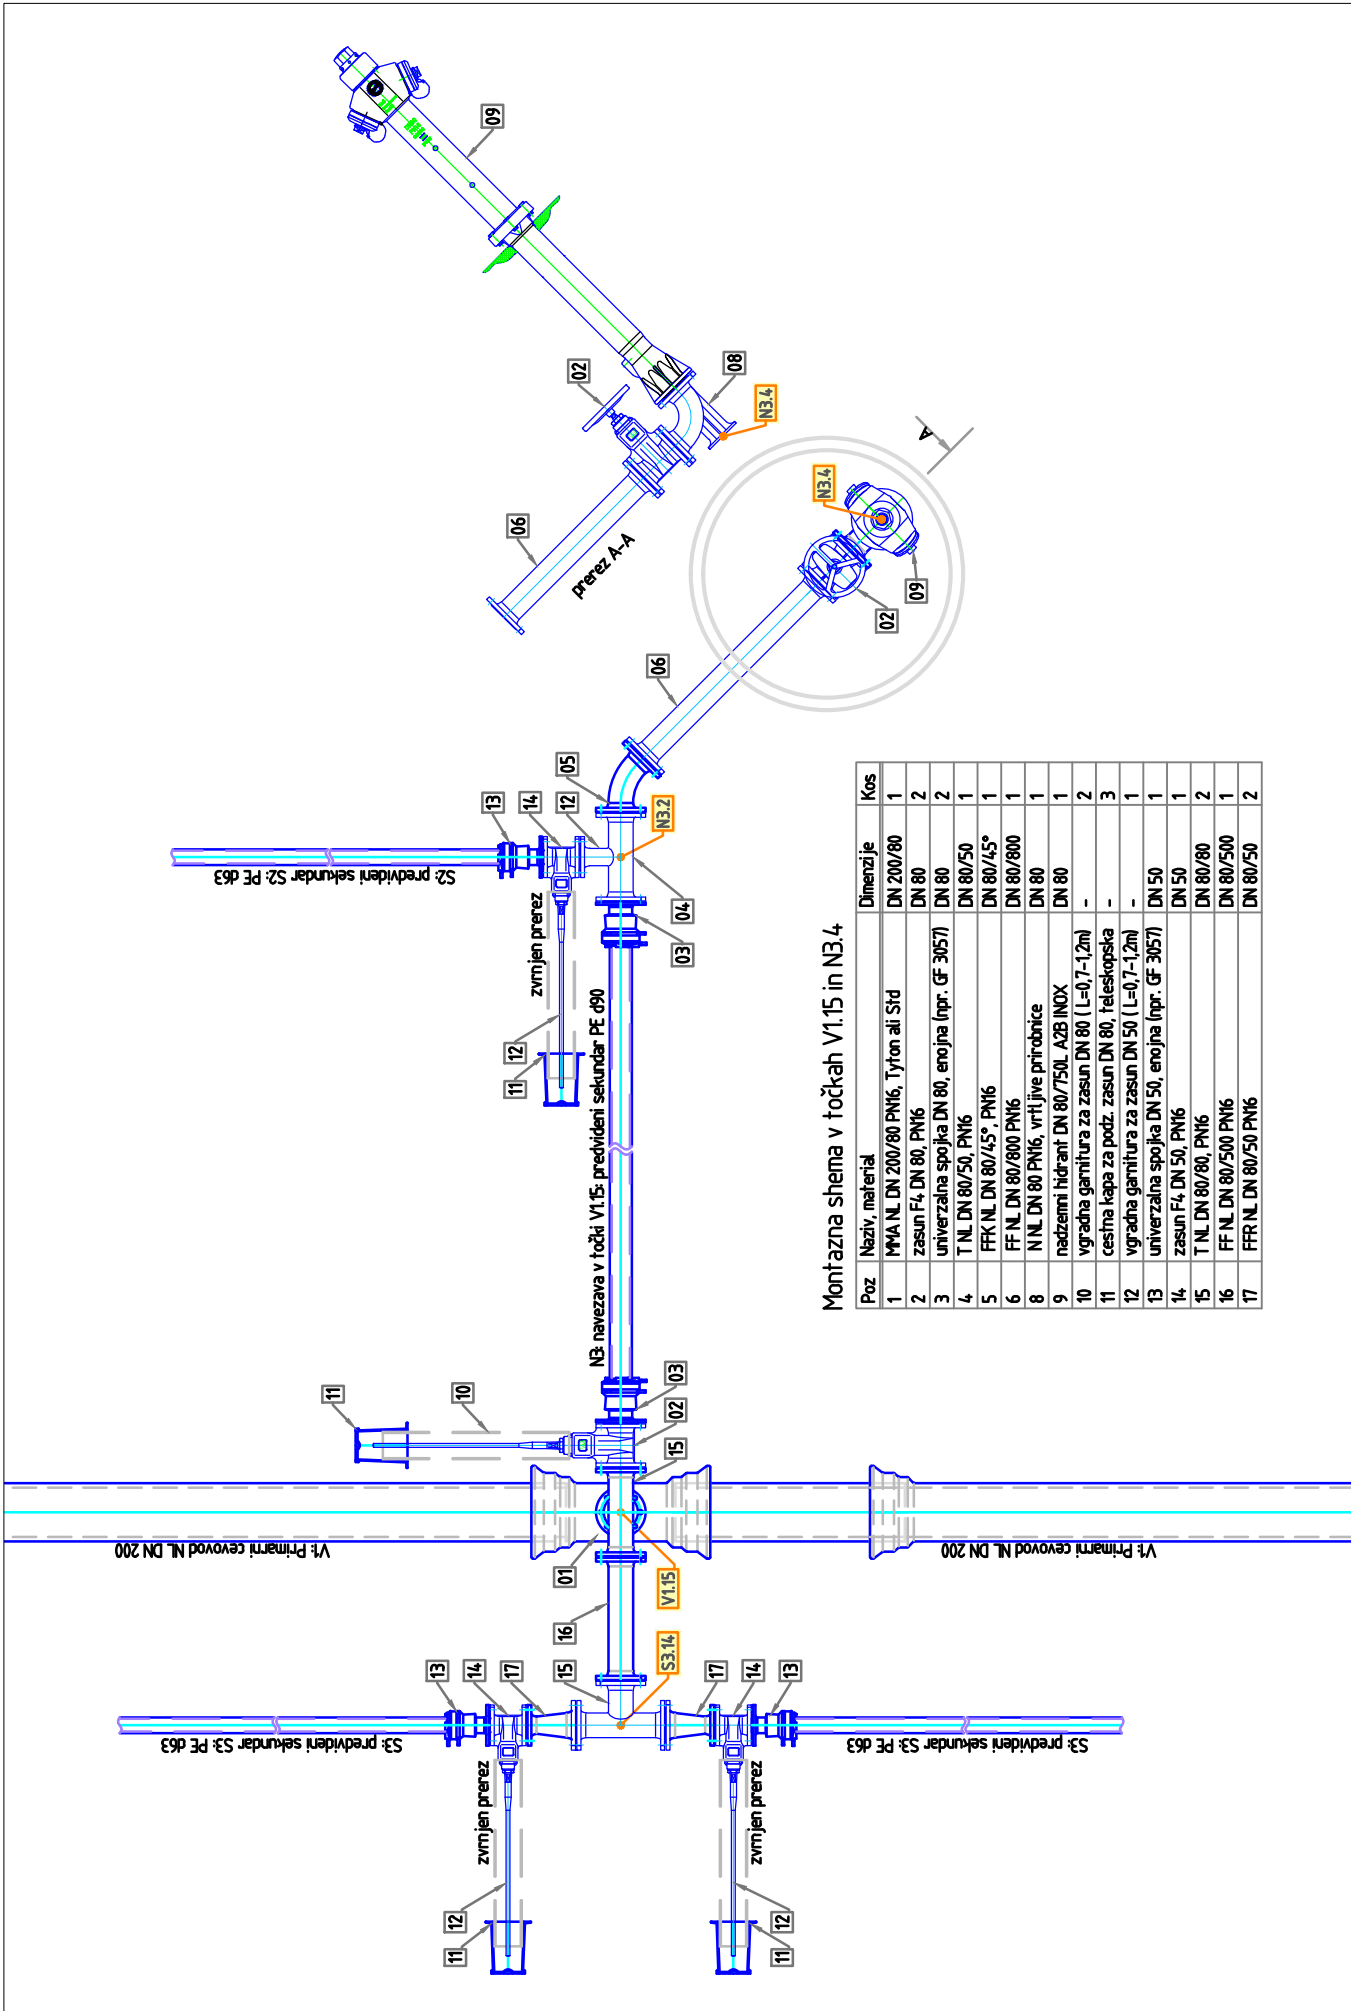 Montazna shema v točkah V1.15 in N3.4
Poz Naziv, material Dimenzije Kos
1 MMA NL DN 200/80 PN16, Tyton ali Std DN 200/80 1
2 zasun F4 DN 80, PN16 DN 80 2
3 univerzalna spojka DN 80, enojna (npr. GF 3057) DN 80 2
4 T NL DN 80/50, PN16 DN 80/50 1
5 FFK NL DN 80/45°, PN16 DN 80/45° 1
6 FF NL DN 80/800 PN16 DN 80/800 1
8 N NL DN 80 PN16, vrtljive prirobnice DN 80 1
9 nadzemni hidrant DN 80/750L A2B INOX DN 80 1
10 vgradna garnitura za zasun DN 80 ( L=0,7-1,2m) - 2
11 cestna kapa za podz. zasun DN 80, teleskopska - 3
12 vgradna garnitura za zasun DN 50 ( L=0,7-1,2m) - 1
13 univerzalna spojka DN 50, enojna (npr. GF 3057) DN 50 1
14 zasun F4 DN 50, PN16 DN 50 1
15 T NL DN 80/80, PN16 DN 80/80 2
16 FF NL DN 80/500 PN16 DN 80/500 1
17 FFR NL DN 80/50 PN16 DN 80/50 2
S3: predvideni sekundar S3: PE d63
13
14
17
15
zvrnjen prerez
12
11
S3.14
17
14
13
S3: predvideni sekundar S3: PE d63
zvrnjen prerez
12
11
16
01
V1.15
V1: Primarni cevovod NL DN 200
V1: Primarni cevovod NL DN 200
11
10
15
02
03
N3: navezava v točki V1.15: predvideni sekundar PE d90
S2: predvideni sekundar S2: PE d63
13
14
12
05
zvrnjen prerez
12
11
03
04
N3.2
06
N3.4
02
09
A
prerez A-A
06
02
08
N3.4
09